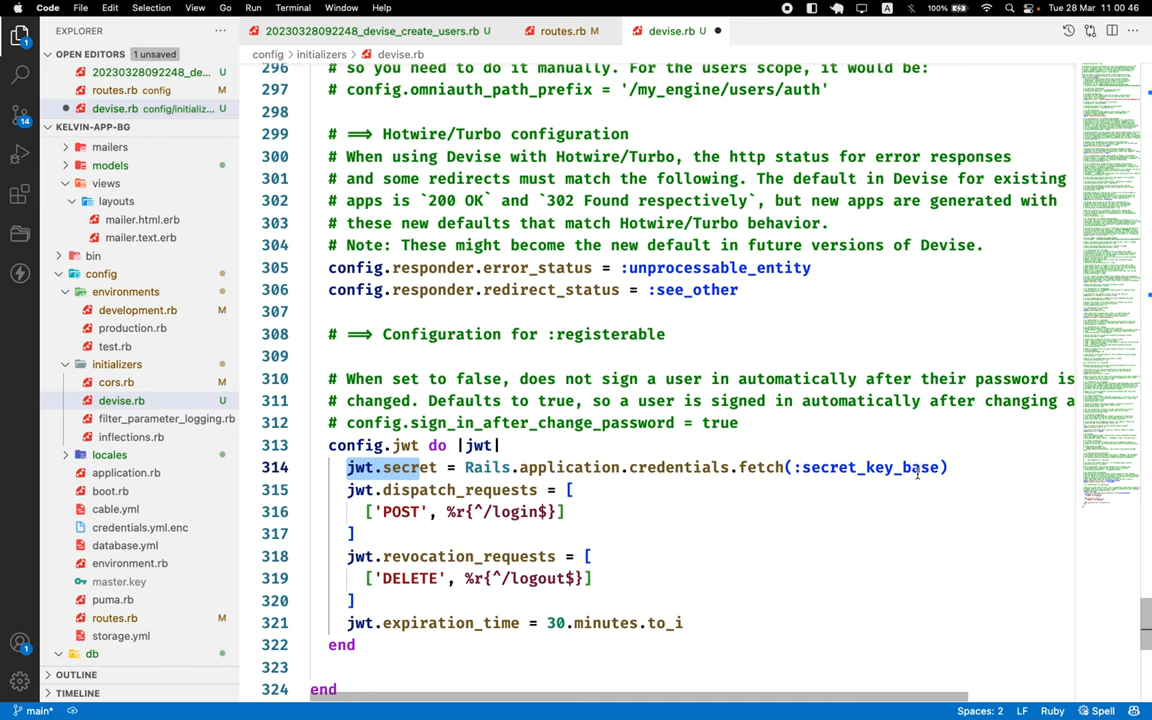 Code File Edit Selection View Go Run Terminal Window Help 100% Tue 28 Mar 11 00 46
EXPLORER
20230328092248_devise_create_users.rb U
routes.rb M
devise.rb U
OPEN EDITORS 1 unsaved
config > initializers > devise.rb
20230328092248_de... U
routes.rb config M
devise.rb config/initializ... U
14
KELVIN-APP-BG
mailers
models
views
layouts
mailer.html.erb
mailer.text.erb
bin
config
environments
development.rb M
production.rb
test.rb
initializers
cors.rb M
devise.rb U
filter_parameter_logging.rb
inflections.rb
locales
application.rb
boot.rb
cable.yml
credentials.yml.enc
database.yml
environment.rb
master.key
puma.rb
routes.rb M
storage.yml
db
OUTLINE
TIMELINE
1
1
296 # so you need to do it manually. For the users scope, it would be:
297 # config.omniauth_path_prefix = '/my_engine/users/auth'
298
299 # ==> Hotwire/Turbo configuration
300 # When using Devise with Hotwire/Turbo, the http status for error responses
301 # and some redirects must match the following. The default in Devise for existing
302 # apps is `200 OK` and `302 Found respectively`, but new apps are generated with
303 # these new defaults that match Hotwire/Turbo behavior.
304 # Note: These might become the new default in future versions of Devise.
305 config.responder.error_status = :unprocessable_entity
306 config.responder.redirect_status = :see_other
307
308 # ==> Configuration for :registerable
309
310 # When set to false, does not sign a user in automatically after their password is
311 # changed. Defaults to true, so a user is signed in automatically after changing a
312 # config.sign_in_after_change_password = true
313 config.jwt do |jwt|
314 jwt.secret = Rails.application.credentials.fetch(:secret_key_base)
315 jwt.dispatch_requests = [
316 ['POST', %r{^/login$}]
317 ]
318 jwt.revocation_requests = [
319 ['DELETE', %r{^/logout$}]
320 ]
321 jwt.expiration_time = 30.minutes.to_i
322 end
323
324 end
main* Spaces: 2 LF Ruby Spell